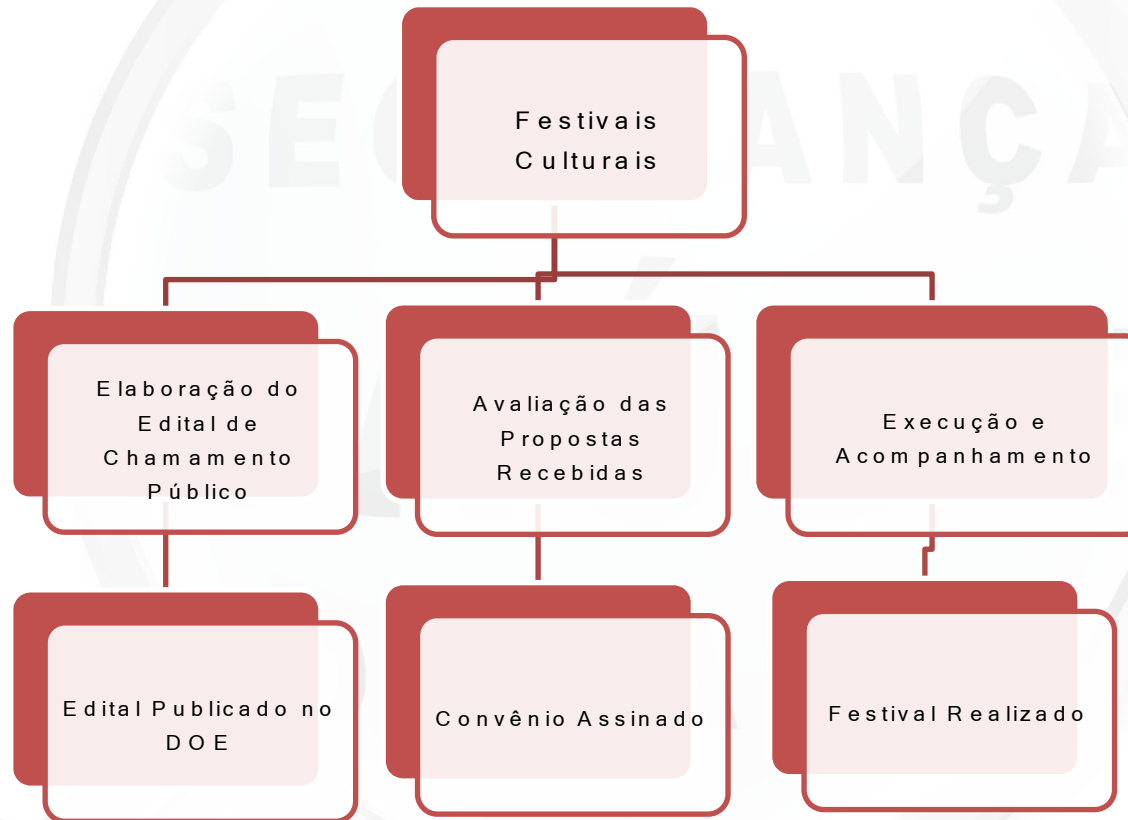 Festivais
Culturais
Elaboração do
Edital de
Chamamento
Público
Avaliação das
Propostas
Recebidas
Execução e
Acompanhamento
Edital Publicado no
DOE
Convênio Assinado
Festival Realizado